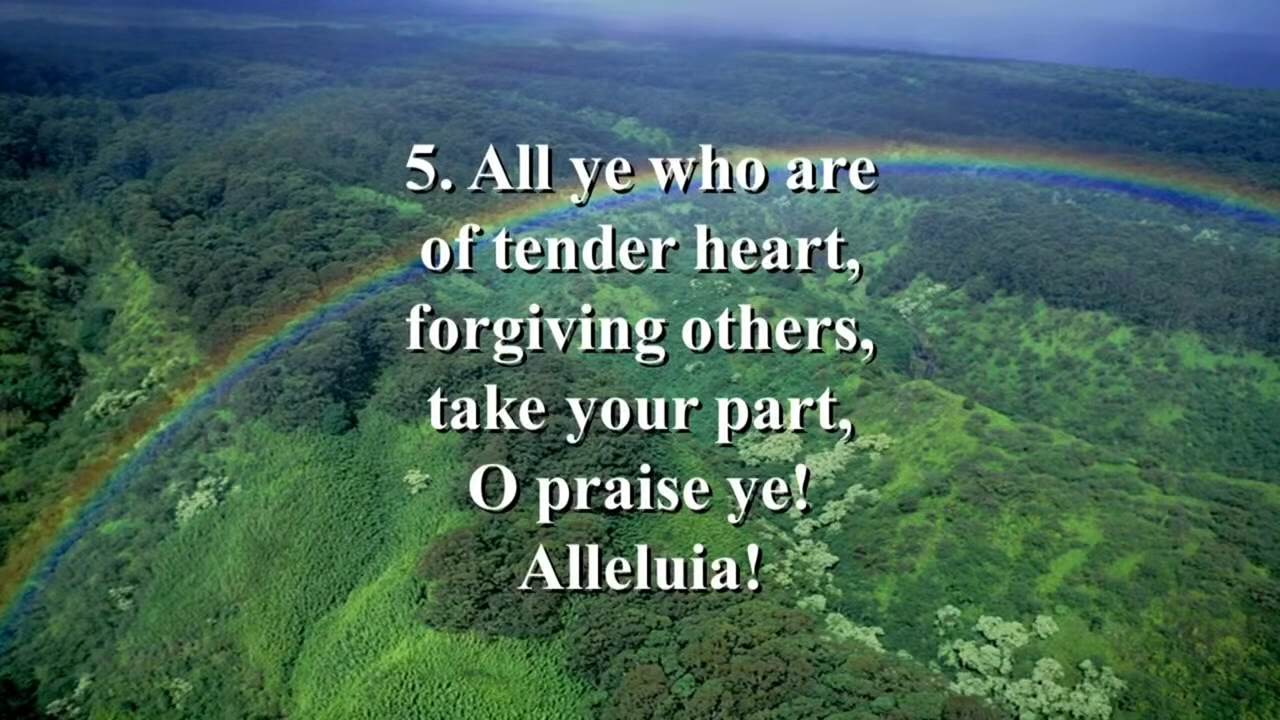 5. All ye who are
of tender heart,
forgiving others,
take your part,
O praise ye!
Alleluia!